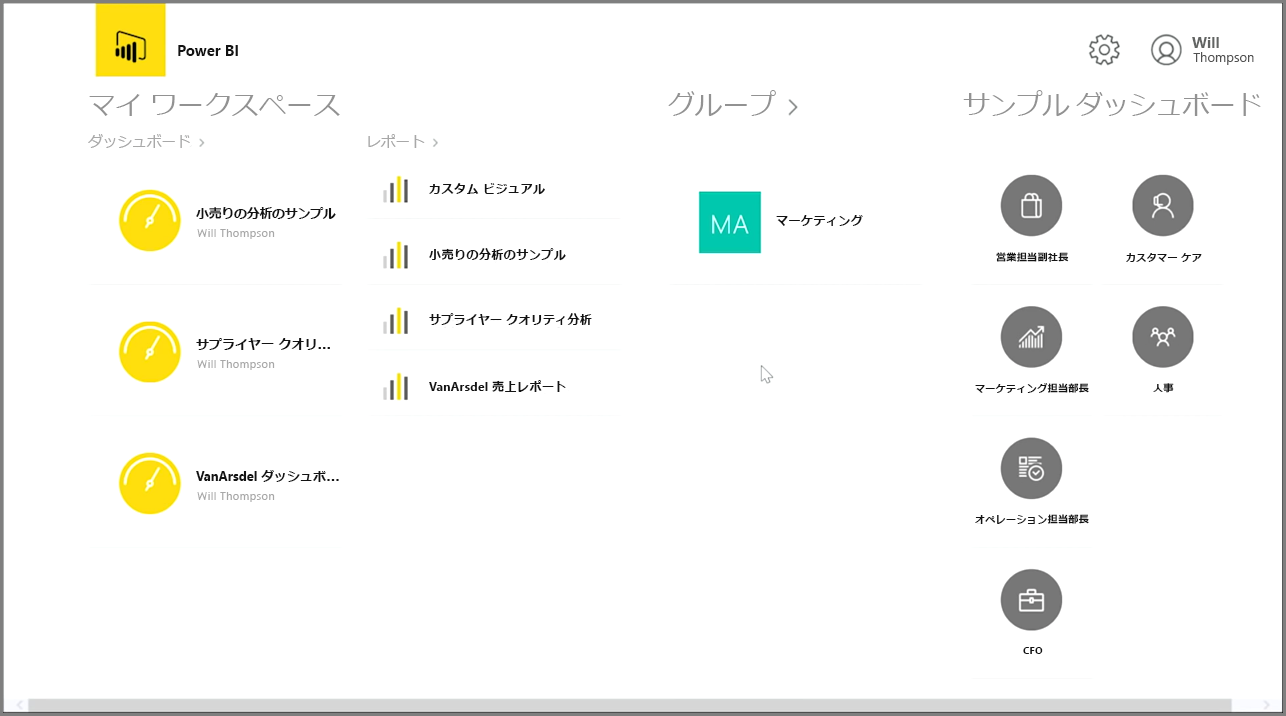 Power BI
Will
Thompson
マイ ワークスペース
ダッシュボード
小売りの分析のサンプル
Will Thompson
サプライヤー クオリ...
Will Thompson
VanArsdel ダッシュボ...
Will Thompson
レポート
カスタム ビジュアル
小売りの分析のサンプル
サプライヤー クオリティ分析
VanArsdel 売上レポート
グループ
MA
マーケティング
サンプル ダッシュボード
営業担当副社長
カスタマー ケア
マーケティング担当部長
人事
オペレーション担当部長
CFO